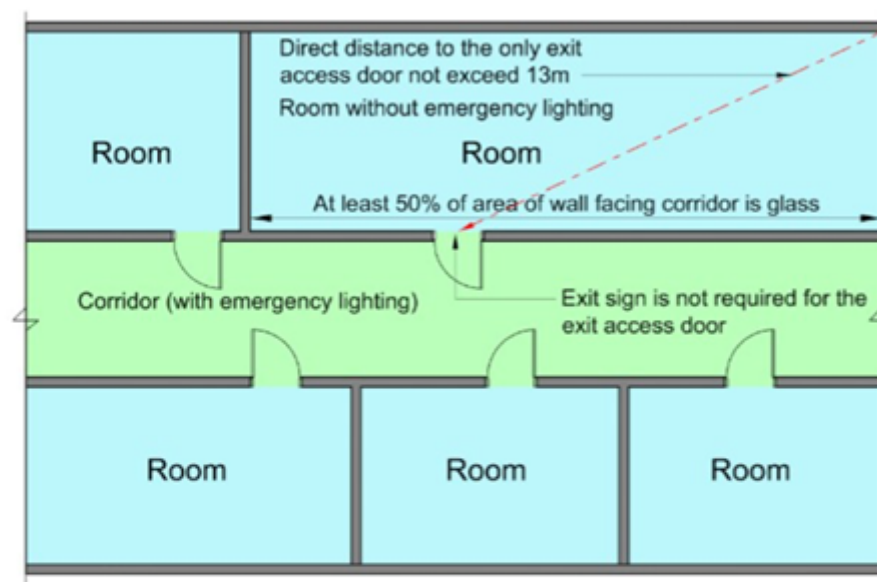 Direct distance to the only exit
access door not exceed 13m
Room without emergency lighting
Room
Room
At least 50% of area of wall facing corridor is glass
Corridor (with emergency lighting)
Exit sign is not required for the
exit access door
Room
Room
Room